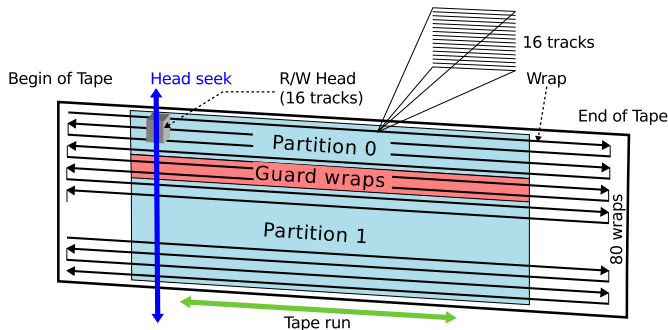 16 tracks
Begin of Tape
Head seek
R/W Head
(16 tracks)
Wrap
End of Tape
Partition 0
Guard wraps
Partition 1
80 wraps
Tape run